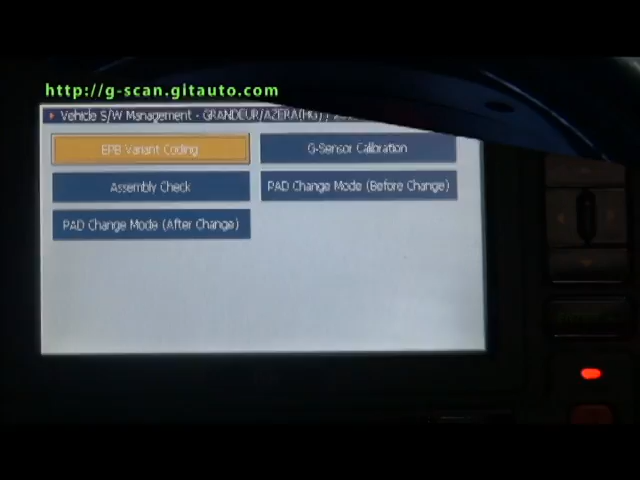 http://g-scan.gitauto.com
Vehicle S/W Management - GRANDEUR/AZERA(HG) /
EPB Variant Coding
G-Sensor Calibration
Assembly Check
PAD Change Mode (Before Change)
PAD Change Mode (After Change)